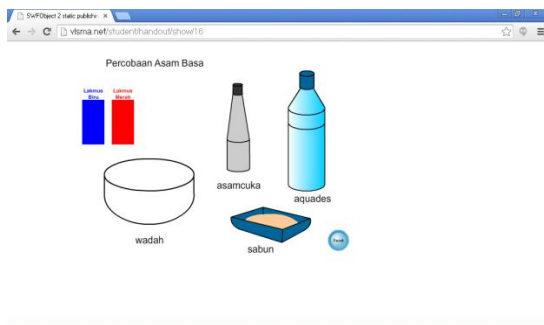 SWFObject 2 static publishe
vlsma.net/student/handout/show/16
Percobaan Asam Basa
Lakmus
Biru
Lakmus
Merah
asamcuka
aquades
wadah
sabun